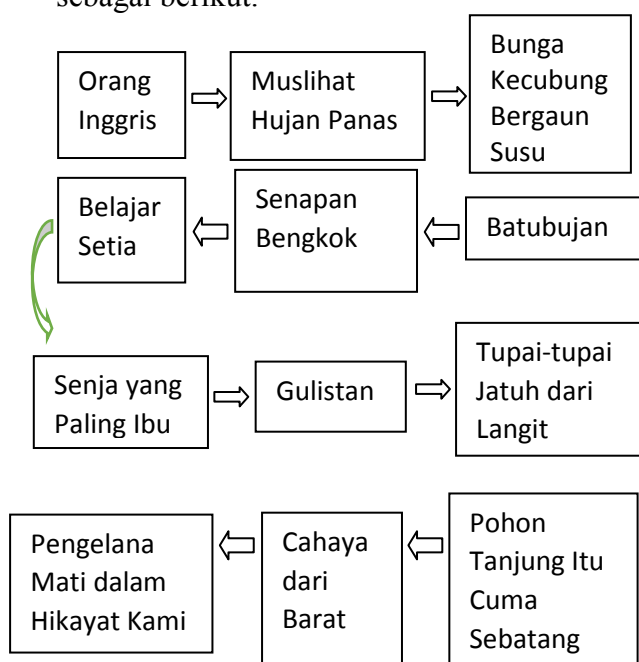 sebagai berikut:
Orang
Inggris
Muslihat
Hujan Panas
Bunga
Kecubung
Bergaun
Susu
Batubujan
Senapan
Bengkok
Belajar
Setia
Senja yang
Paling Ibu
Gulistan
Tupai-tupai
Jatuh dari
Langit
Pohon
Tanjung Itu
Cuma
Sebatang
Cahaya
dari
Barat
Pengelana
Mati dalam
Hikayat Kami